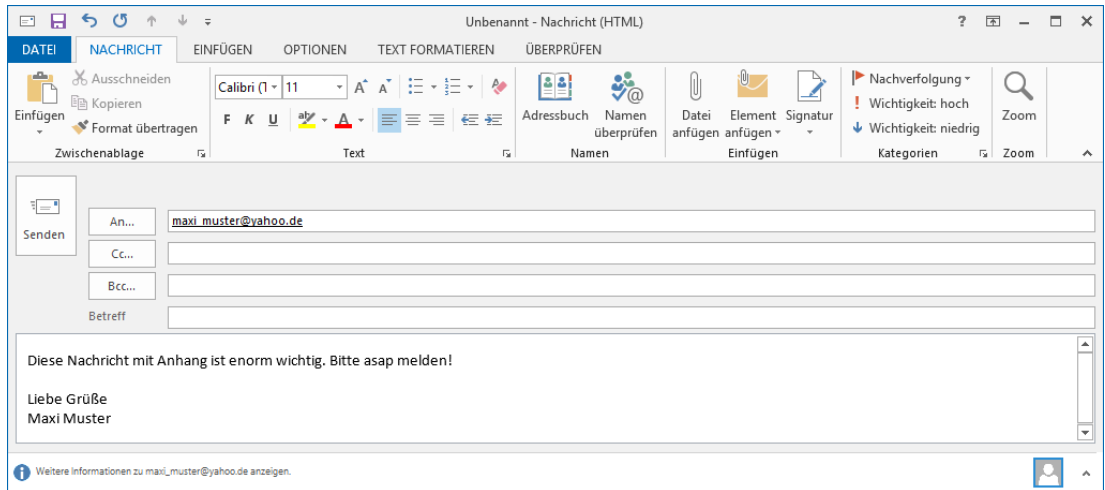 Unbenannt - Nachricht (HTML)
?
DATEI NACHRICHT EINFÜGEN OPTIONEN TEXT FORMATIEREN ÜBERPRÜFEN
Einfügen
Ausschneiden
Kopieren
Format übertragen
Zwischenablage
Calibri (T 11 A A
F K U aby A
Text
Adressbuch
Namen überprüfen
Namen
Datei anfügen
Element anfügen
Signatur
Einfügen
Nachverfolgung
! Wichtigkeit: hoch
Wichtigkeit: niedrig
Kategorien
Zoom
Zoom
Senden
An... maxi_muster@yahoo.de
Cc...
Bcc...
Betreff
Diese Nachricht mit Anhang ist enorm wichtig. Bitte asap melden!
Liebe Grüße
Maxi Muster
Weitere Informationen zu maxi_muster@yahoo.de anzeigen.